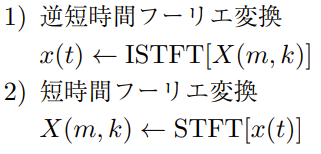 1) 逆短時間フーリエ変換
x(t) ← ISTFT[X(m, k)]
2) 短時間フーリエ変換
X(m, k) ← STFT[x(t)]